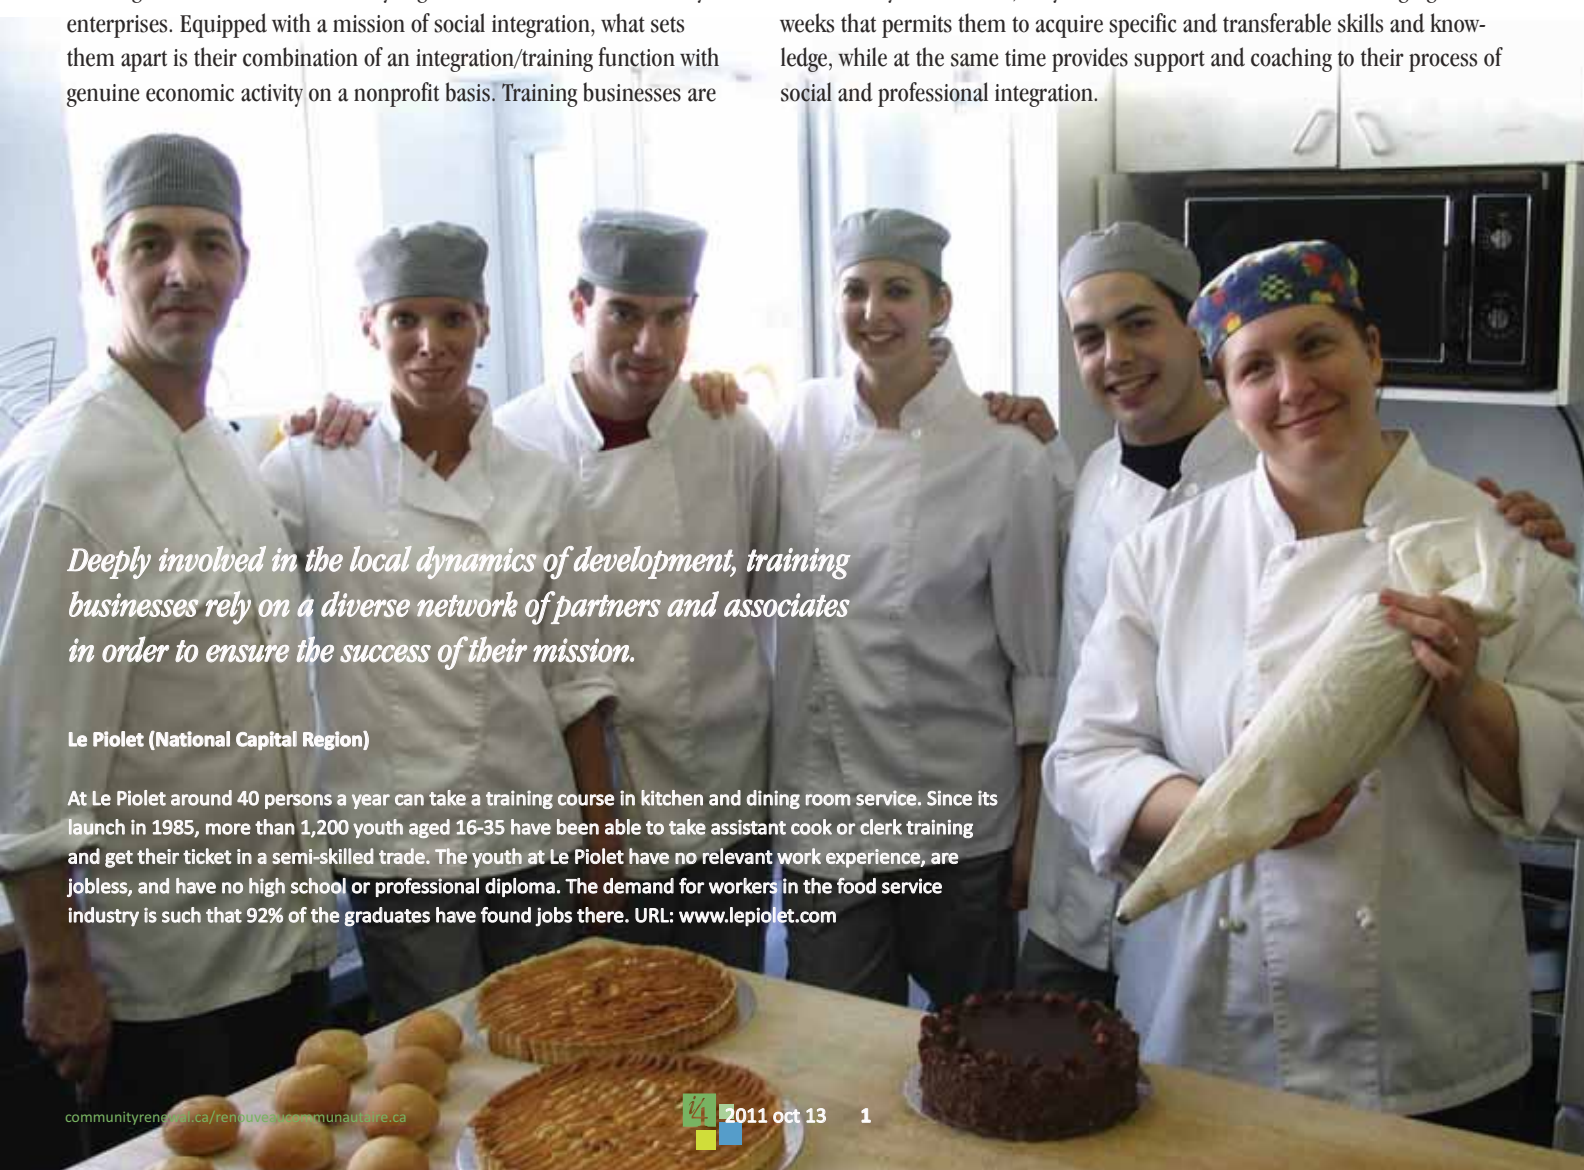 enterprises. Equipped with a mission of social integration, what sets
them apart is their combination of an integration/training function with
genuine economic activity on a nonprofit basis. Training businesses are
weeks that permits them to acquire specific and transferable skills and know-
ledge, while at the same time provides support and coaching to their process of
social and professional integration.
Deeply involved in the local dynamics of development, training
businesses rely on a diverse network of partners and associates
in order to ensure the success of their mission.
Le Piolet (National Capital Region)
At Le Piolet around 40 persons a year can take a training course in kitchen and dining room service. Since its
launch in 1985, more than 1,200 youth aged 16-35 have been able to take assistant cook or clerk training
and get their ticket in a semi-skilled trade. The youth at Le Piolet have no relevant work experience, are
jobless, and have no high school or professional diploma. The demand for workers in the food service
industry is such that 92% of the graduates have found jobs there. URL: www.lepiolet.com
communityrenewal.ca/renouveaucommunautaire.ca
i4 2011 oct 13 1